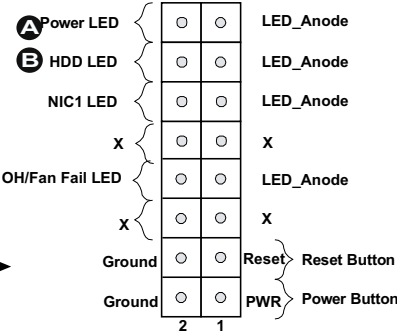 A Power LED LED_Anode
B HDD LED LED_Anode
NIC1 LED LED_Anode
X X
OH/Fan Fail LED LED_Anode
X X
Ground Reset Reset Button
Ground PWR Power Button
2 1